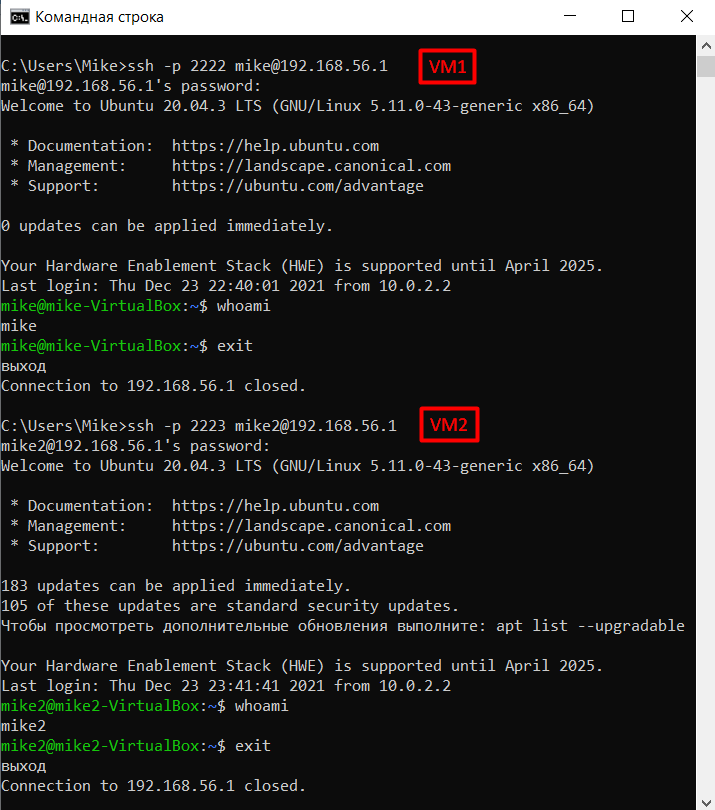 Командная строка
C:\Users\Mike>ssh -p 2222 mike@192.168.56.1 VM1
mike@192.168.56.1's password:
Welcome to Ubuntu 20.04.3 LTS (GNU/Linux 5.11.0-43-generic x86_64)
* Documentation: https://help.ubuntu.com
* Management: https://landscape.canonical.com
* Support: https://ubuntu.com/advantage
0 updates can be applied immediately.
Your Hardware Enablement Stack (HWE) is supported until April 2025.
Last login: Thu Dec 23 22:40:01 2021 from 10.0.2.2
mike@mike-VirtualBox:~$ whoami
mike
mike@mike-VirtualBox:~$ exit
выход
Connection to 192.168.56.1 closed.
C:\Users\Mike>ssh -p 2223 mike2@192.168.56.1 VM2
mike2@192.168.56.1's password:
Welcome to Ubuntu 20.04.3 LTS (GNU/Linux 5.11.0-43-generic x86_64)
* Documentation: https://help.ubuntu.com
* Management: https://landscape.canonical.com
* Support: https://ubuntu.com/advantage
183 updates can be applied immediately.
105 of these updates are standard security updates.
Чтобы просмотреть дополнительные обновления выполните: apt list --upgradable
Your Hardware Enablement Stack (HWE) is supported until April 2025.
Last login: Thu Dec 23 23:41:41 2021 from 10.0.2.2
mike2@mike2-VirtualBox:~$ whoami
mike2
mike2@mike2-VirtualBox:~$ exit
выход
Connection to 192.168.56.1 closed.